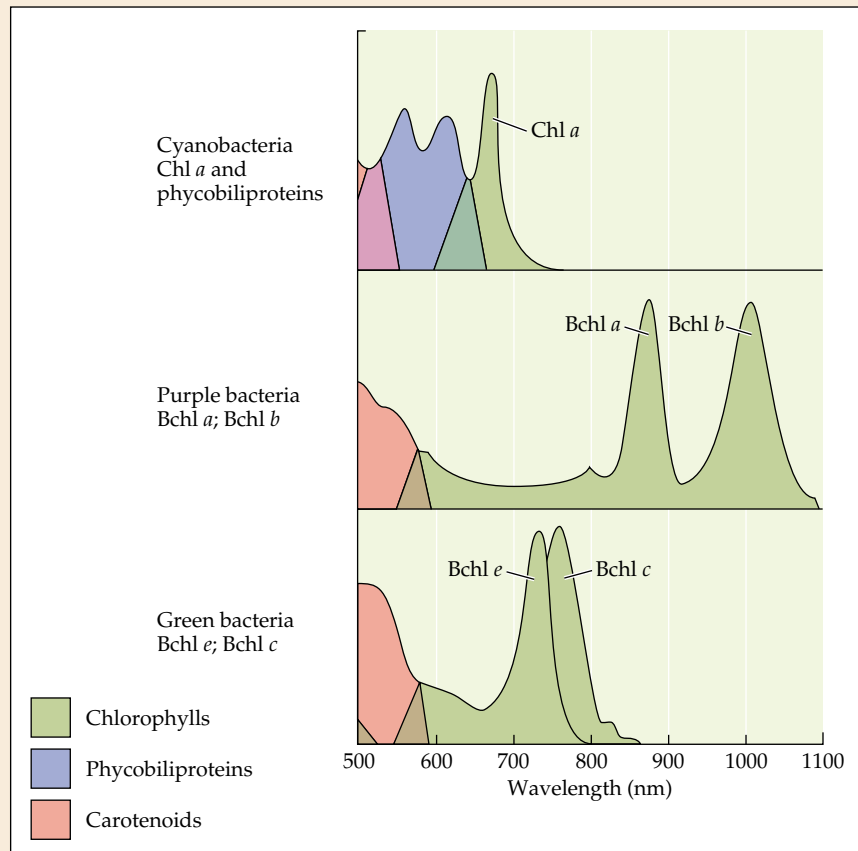 Cyanobacteria
Chl a and
phycobiliproteins
Chl a
Purple bacteria
Bchl a; Bchl b
Bchl a
Bchl b
Green bacteria
Bchl e; Bchl c
Bchl e
Bchl c
Chlorophylls
Phycobiliproteins
Carotenoids
500 600 700 800 900 1000 1100
Wavelength (nm)